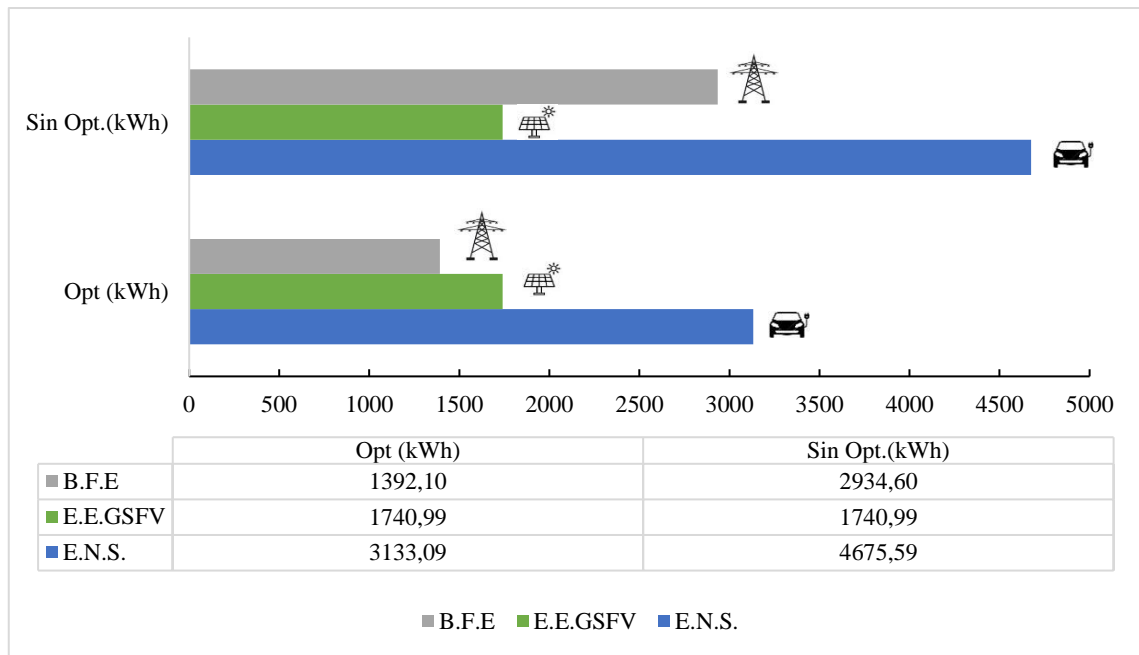 Sin Opt.(kWh)
Opt (kWh)
0 500 1000 1500 2000 2500 3000 3500 4000 4500 5000
Opt (kWh) Sin Opt.(kWh)
B.F.E 1392,10 2934,60
E.E.GSFV 1740,99 1740,99
E.N.S. 3133,09 4675,59
B.F.E E.E.GSFV E.N.S.